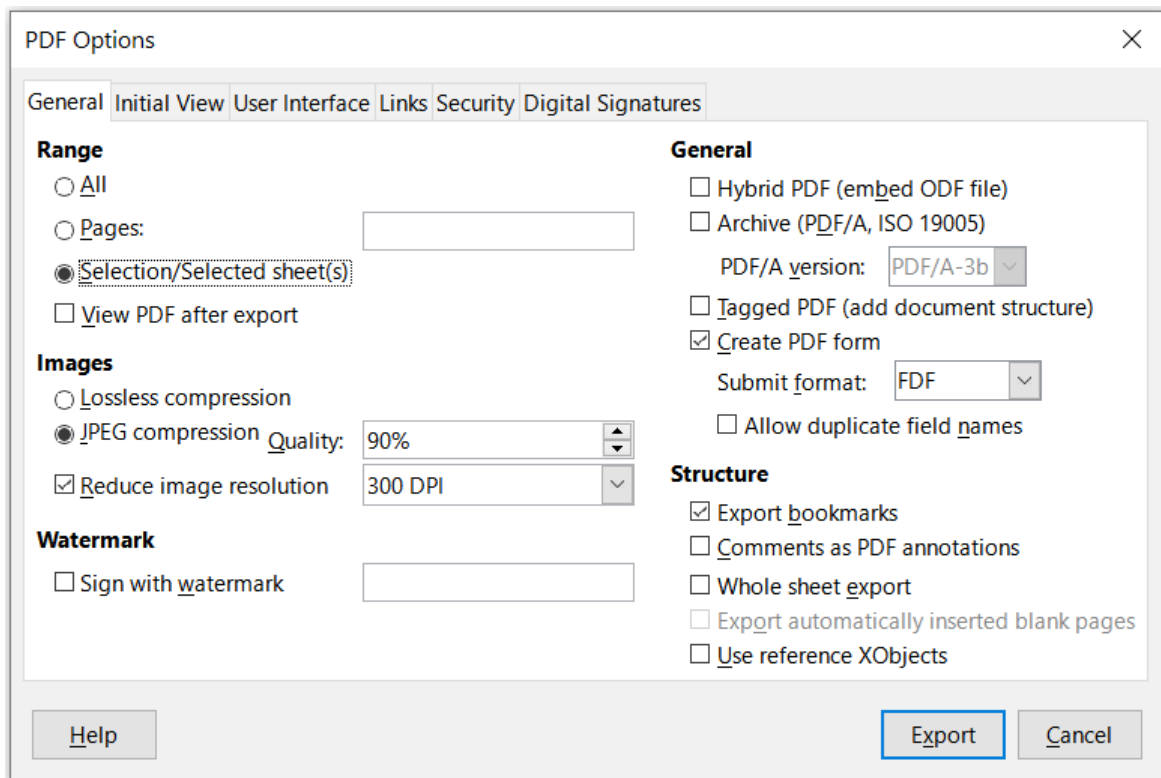 PDF Options
General Initial View User Interface Links Security Digital Signatures
Range
All
Pages:
Selection/Selected sheet(s)
View PDF after export
Images
Lossless compression
JPEG compression Quality: 90%
Reduce image resolution 300 DPI
Watermark
Sign with watermark
General
Hybrid PDF (embed ODF file)
Archive (PDF/A, ISO 19005)
PDF/A version: PDF/A-3b
Tagged PDF (add document structure)
Create PDF form
Submit format: FDF
Allow duplicate field names
Structure
Export bookmarks
Comments as PDF annotations
Whole sheet export
Export automatically inserted blank pages
Use reference XObjects
Help Export Cancel